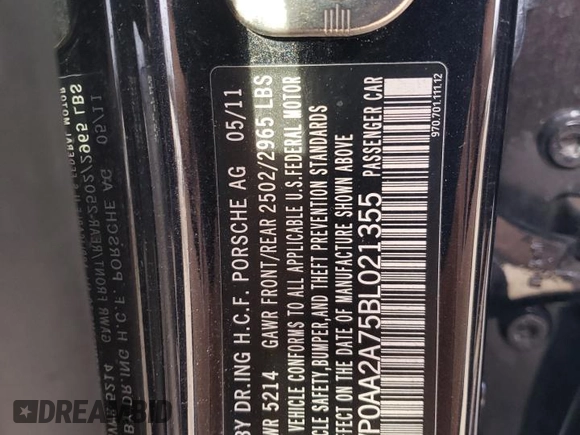 BY DR.ING H.C.F. PORSCHE AG 05/11
5214 GAWR FRONT/REAR 2502/2965 LBS
VEHICLE CONFORMS TO ALL APPLICABLE U.S.FEDERAL MOTOR
SAFETY,BUMPER,AND THEFT PREVENTION STANDARDS
EFFECT ON THE DATE OF MANUFACTURE SHOWN ABOVE
P0AA2A75BL021355 PASSENGER CAR
970.701.111.12
DREAMBID